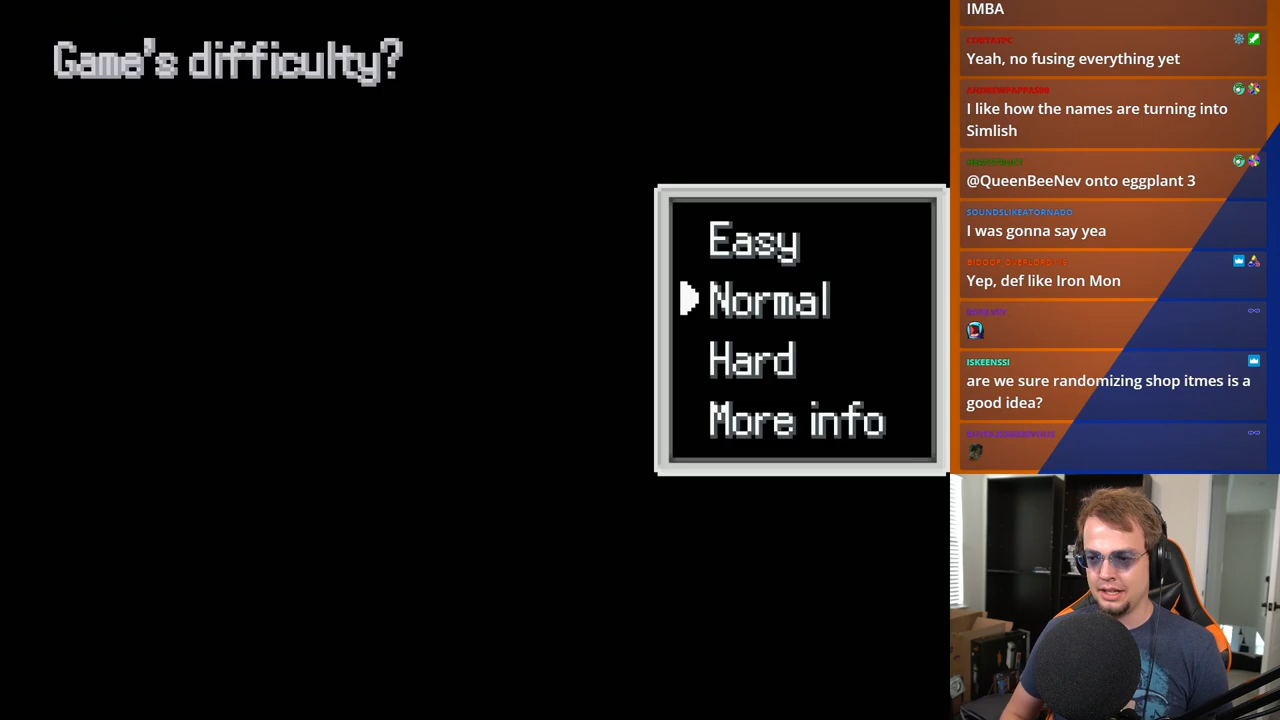 Game's difficulty?
Easy
Normal
Hard
More info
IMBA
Yeah, no fusing everything yet
I like how the names are turning into
Simlish
@QueenBeeNev onto eggplant 3
SOUNDSLIKEATORNADO
I was gonna say yea
Yep, def like Iron Mon
ISKEENSSI
are we sure randomizing shop itmes is a
good idea?